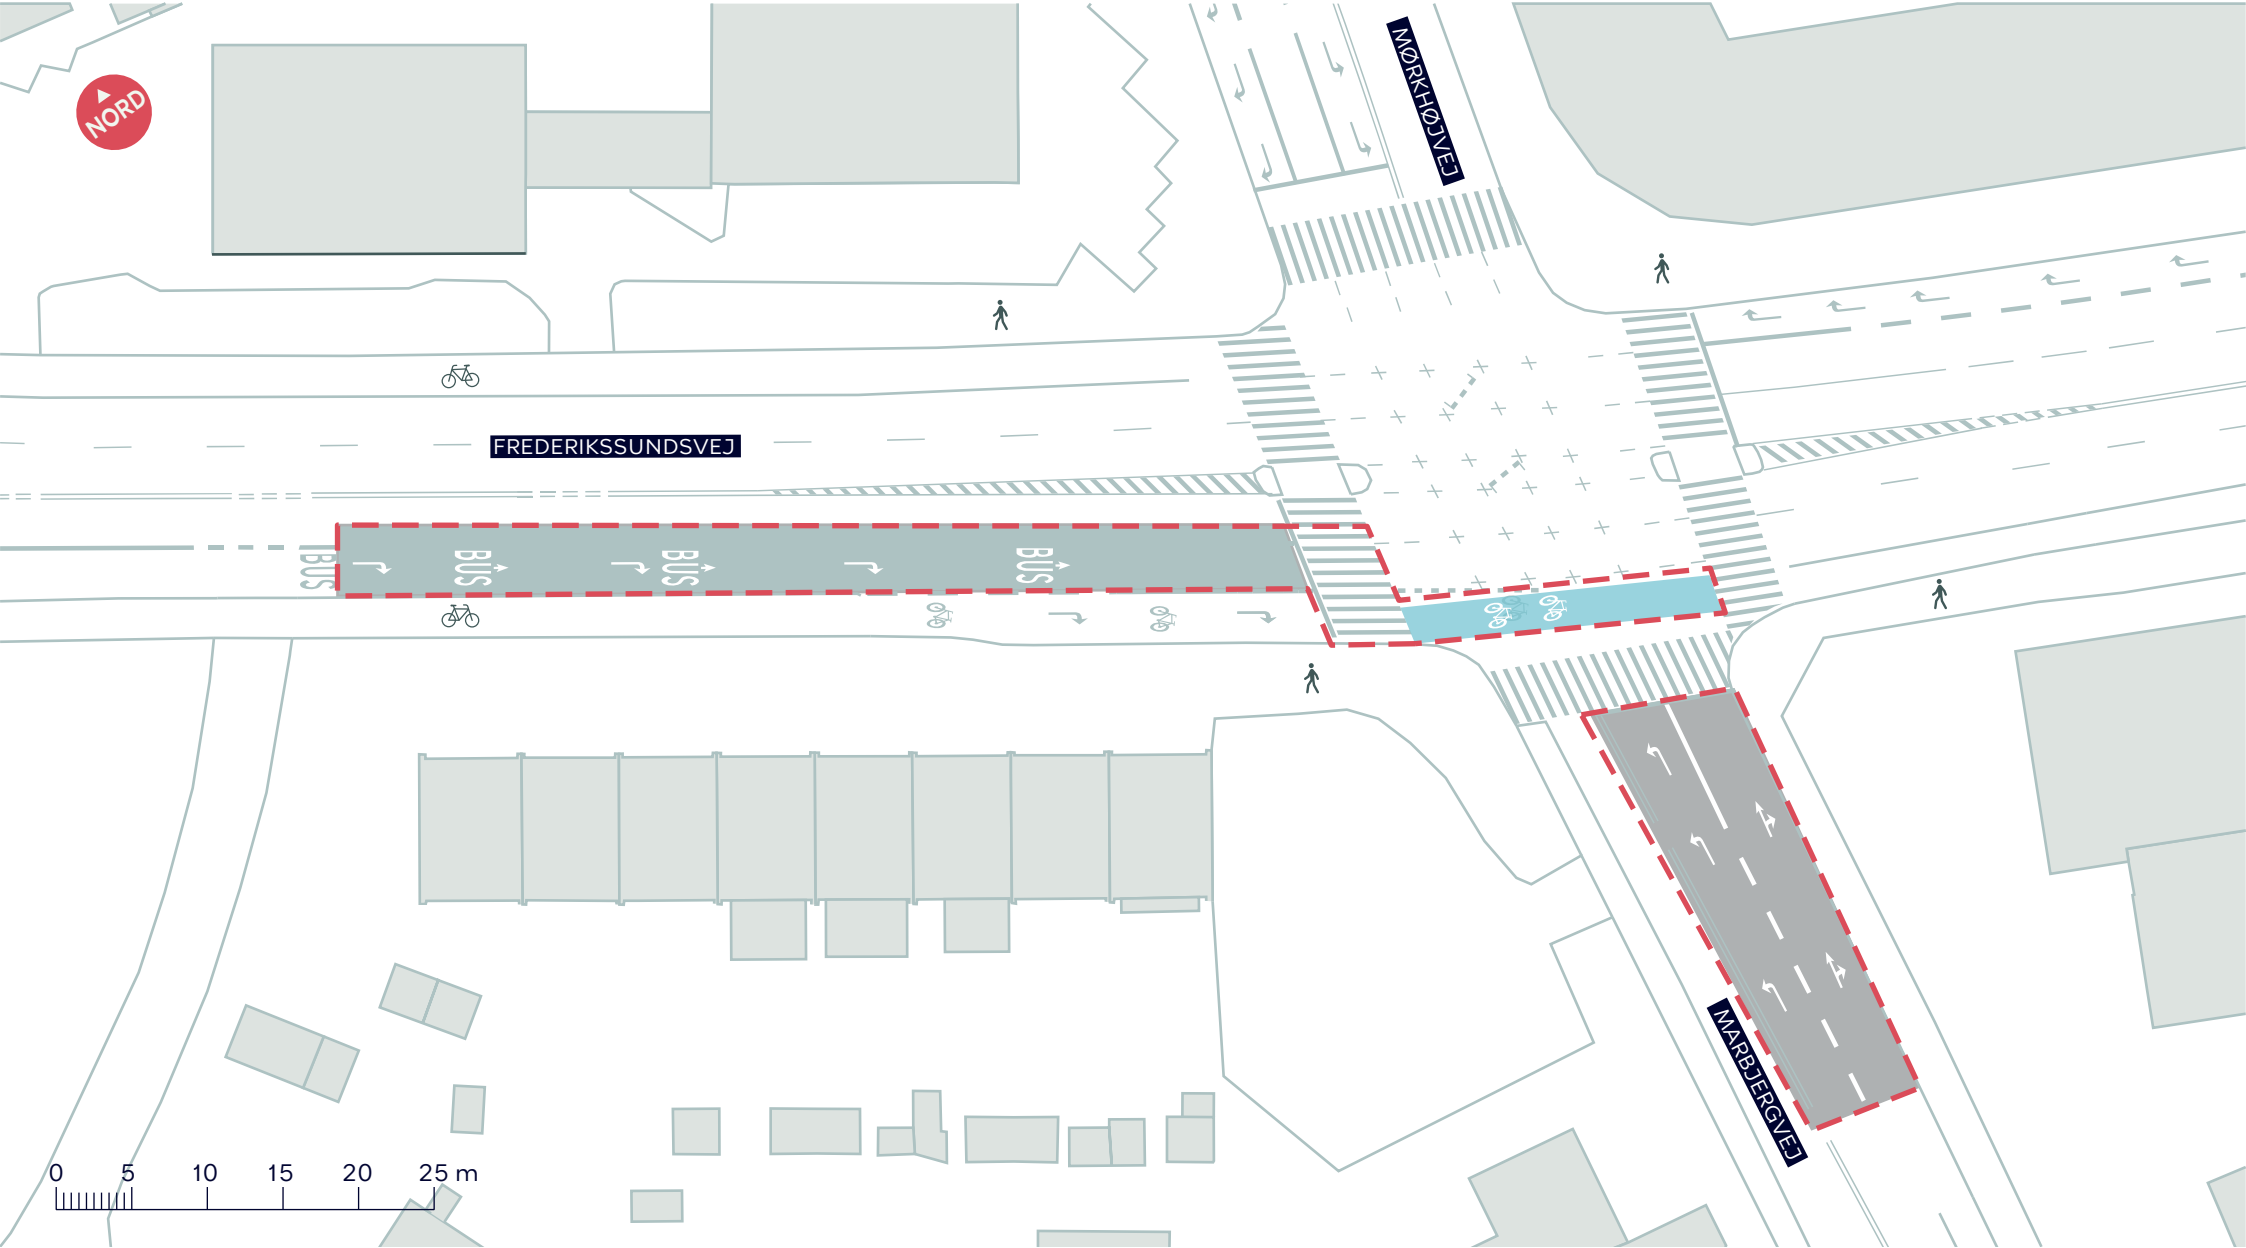 NORD
MØRKHØJVEJ
FREDERIKSSUNDSVEJ
BUS
BUS
BUS
BUS
MARBJERGVEJ
0 5 10 15 20 25 m